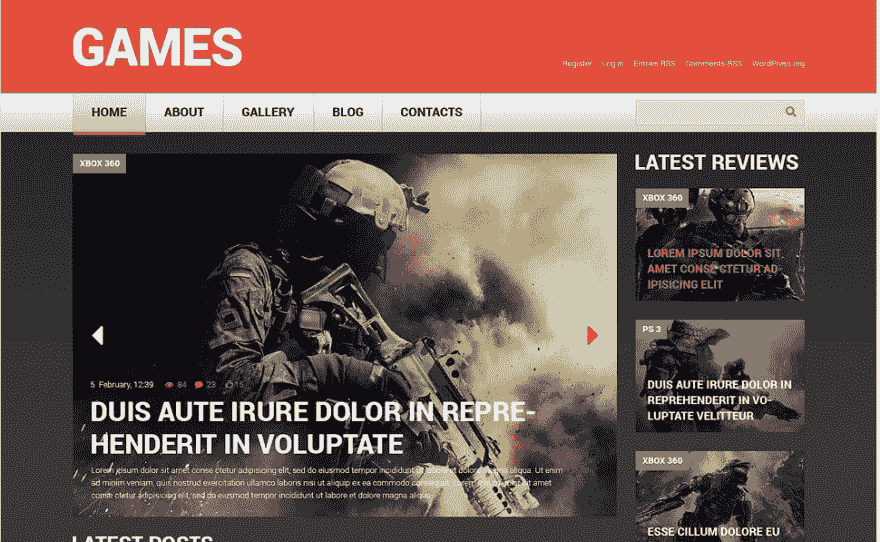 GAMES
Register Log in Entries RSS Comments RSS WordPress.org
HOME ABOUT GALLERY BLOG CONTACTS
XBOX 360
5 February, 12:39 84 23 15
DUIS AUTE IRURE DOLOR IN REPRE-
HENDERIT IN VOLUPTATE
Lorem ipsum dolor sit amet conse ctetur adipisicing elit, sed do eiusmod tempor incididunt ut labore et dolore magna aliqua. Ut enim
ad minim veniam, quis nostrud exercitation ullamco laboris nisi ut aliquip ex ea commodo consequat. Lorem ipsum dolor sit amet
conse ctetur adipisicing elit, sed do eiusmod tempor incididunt ut labore et dolore magna aliqua.
LATEST POSTS
LATEST REVIEWS
XBOX 360
LOREM IPSUM DOLOR SIT
AMET CONSE CTETUR AD-
IPISICING ELIT
PS 3
DUIS AUTE IRURE DOLOR IN
REPREHENDERIT IN VO-
LUPTATE VELITTEUR
XBOX 360
ESSE CILLUM DOLORE EU